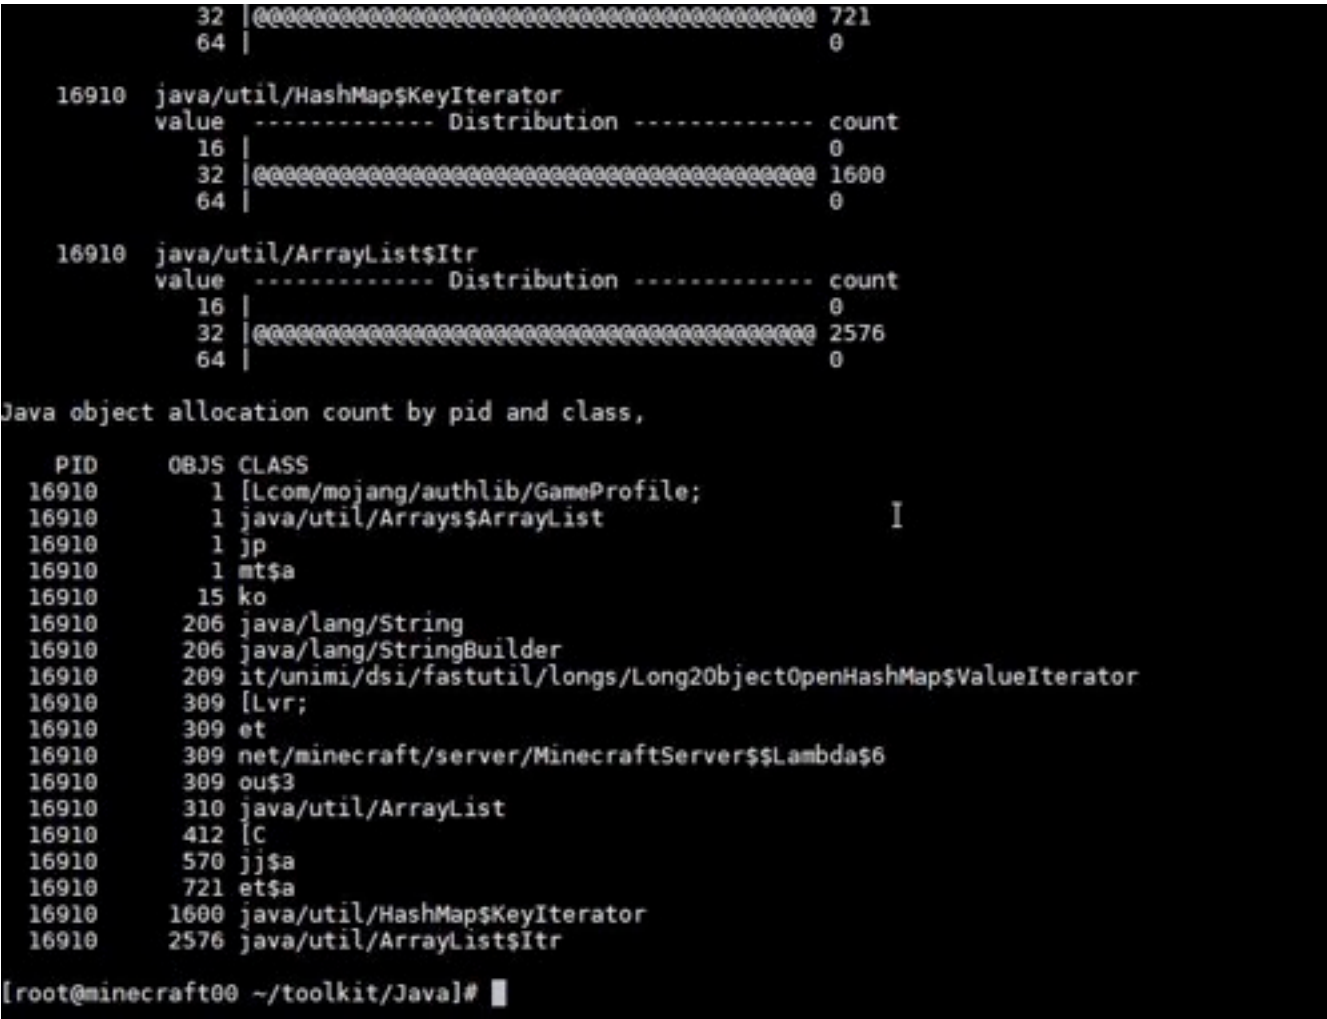 32 |@@@@@@@@@@@@@@@@@@@@@@@@@@@@@@@@@@@@@@@@ 721
64 | 0
16910 java/util/HashMap$KeyIterator
value ------------- Distribution ------------- count
16 | 0
32 |@@@@@@@@@@@@@@@@@@@@@@@@@@@@@@@@@@@@@@@@ 1600
64 | 0
16910 java/util/ArrayList$Itr
value ------------- Distribution ------------- count
16 | 0
32 |@@@@@@@@@@@@@@@@@@@@@@@@@@@@@@@@@@@@@@@@ 2576
64 | 0
Java object allocation count by pid and class,
PID OBJS CLASS
16910 1 [Lcom/mojang/authlib/GameProfile;
16910 1 java/util/Arrays$ArrayList
16910 1 jp
16910 1 mt$a
16910 15 ko
16910 206 java/lang/String
16910 206 java/lang/StringBuilder
16910 209 it/unimi/dsi/fastutil/longs/Long2ObjectOpenHashMap$ValueIterator
16910 309 [Lvr;
16910 309 et
16910 309 net/minecraft/server/MinecraftServer$$Lambda$6
16910 309 ou$3
16910 310 java/util/ArrayList
16910 412 [C
16910 570 jj$a
16910 721 et$a
16910 1600 java/util/HashMap$KeyIterator
16910 2576 java/util/ArrayList$Itr
[root@minecraft00 ~/toolkit/Java]#